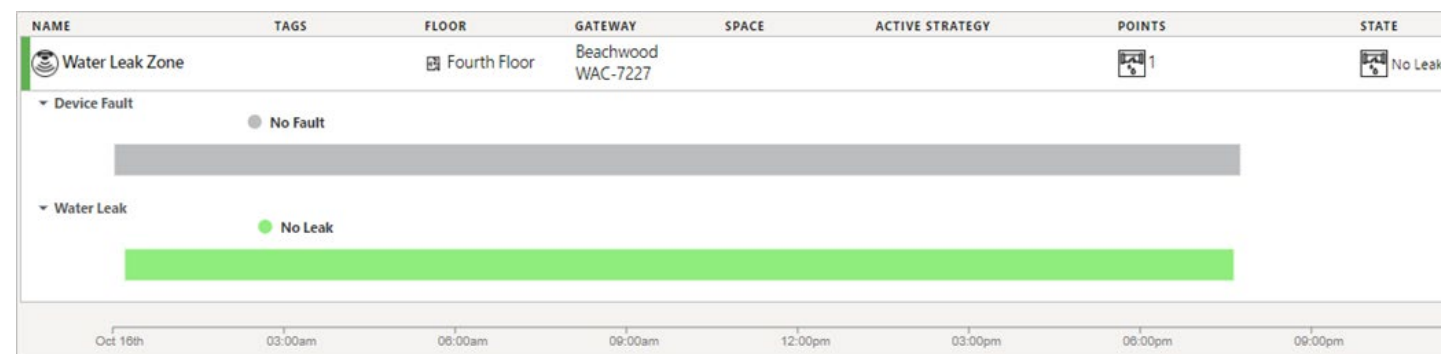 NAME TAGS FLOOR GATEWAY SPACE ACTIVE STRATEGY POINTS STATE
Water Leak Zone Fourth Floor Beachwood WAC-7227 1 No Leak
Device Fault
No Fault
Water Leak
No Leak
Oct 16th 03:00am 06:00am 09:00am 12:00pm 03:00pm 06:00pm 09:00pm